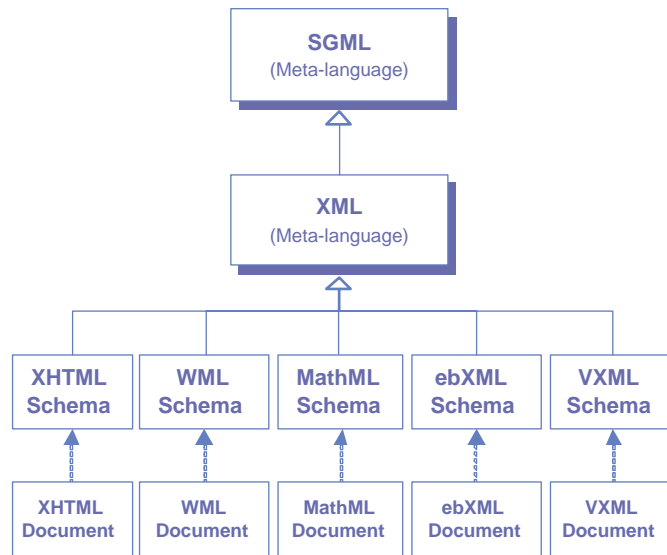 SGML
(Meta-language)
XML
(Meta-language)
XHTML
Schema
WML
Schema
MathML
Schema
ebXML
Schema
VXML
Schema
XHTML
Document
WML
Document
MathML
Document
ebXML
Document
VXML
Document